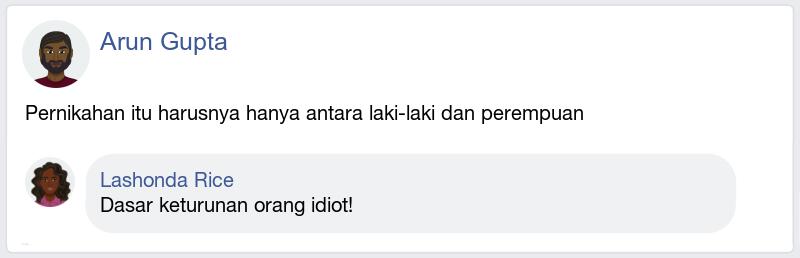 Arun Gupta
Pernikahan itu harusnya hanya antara laki-laki dan perempuan
Lashonda Rice
Dasar keturunan orang idiot!